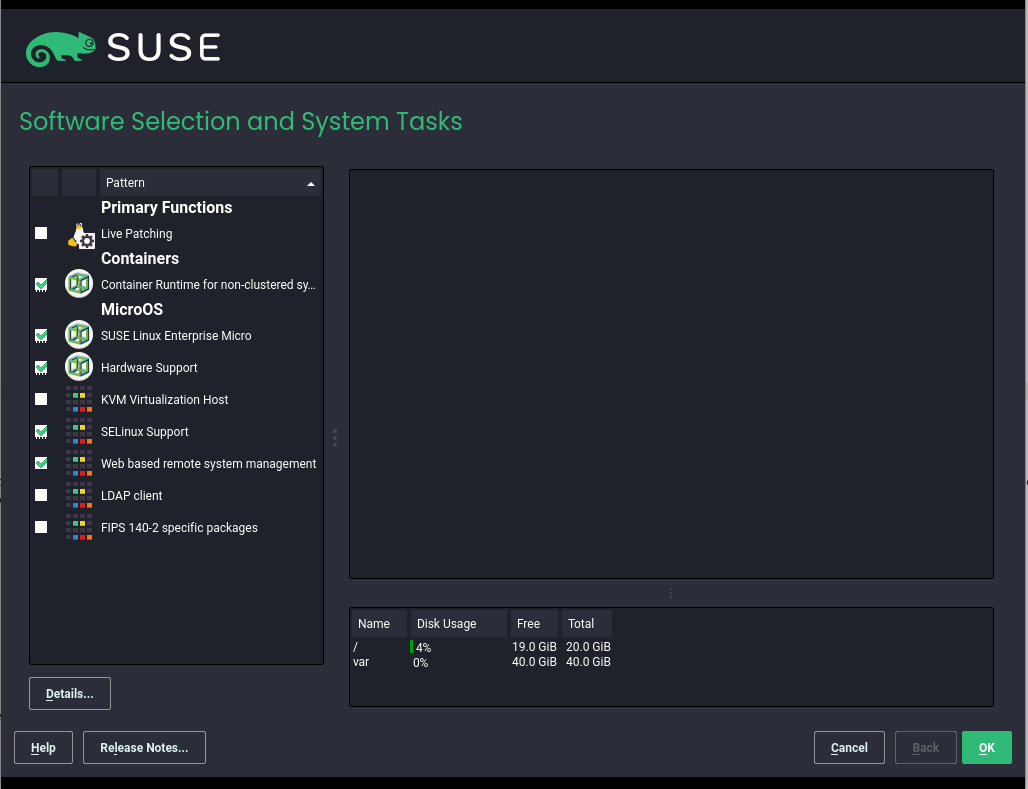 SUSE
Software Selection and System Tasks
Pattern
Primary Functions
Live Patching
Containers
Container Runtime for non-clustered sy...
MicroOS
SUSE Linux Enterprise Micro
Hardware Support
KVM Virtualization Host
SELinux Support
Web based remote system management
LDAP client
FIPS 140-2 specific packages
Details...
Name Disk Usage Free Total
/ 4% 19.0 GiB 20.0 GiB
var 0% 40.0 GiB 40.0 GiB
Help Release Notes... Cancel Back OK